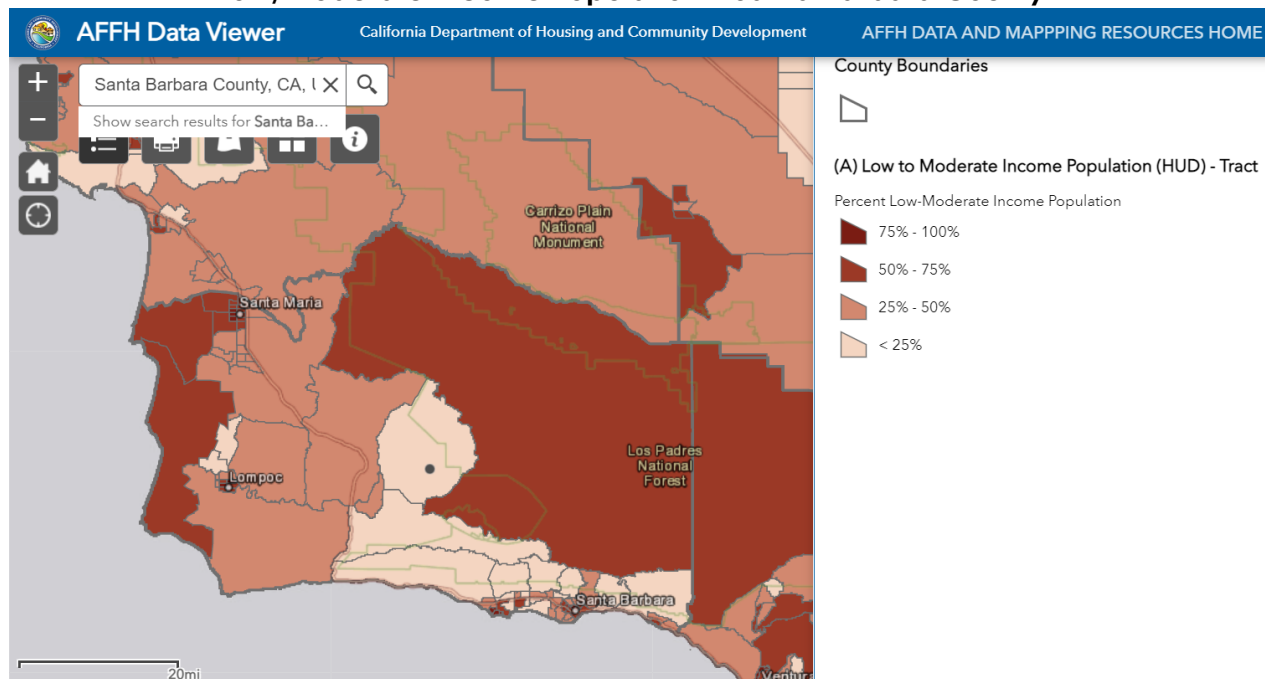 AFFH Data Viewer
California Department of Housing and Community Development
AFFH DATA AND MAPPPING RESOURCES HOME
+
−
Santa Barbara County, CA, U
Show search results for Santa Ba...
County Boundaries
(A) Low to Moderate Income Population (HUD) - Tract
Percent Low-Moderate Income Population
75% - 100%
50% - 75%
25% - 50%
< 25%
Carrizo Plain
National
Monument
Santa Maria
Los Padres
National
Forest
Lompoc
Santa Barbara
Ventura
20mi